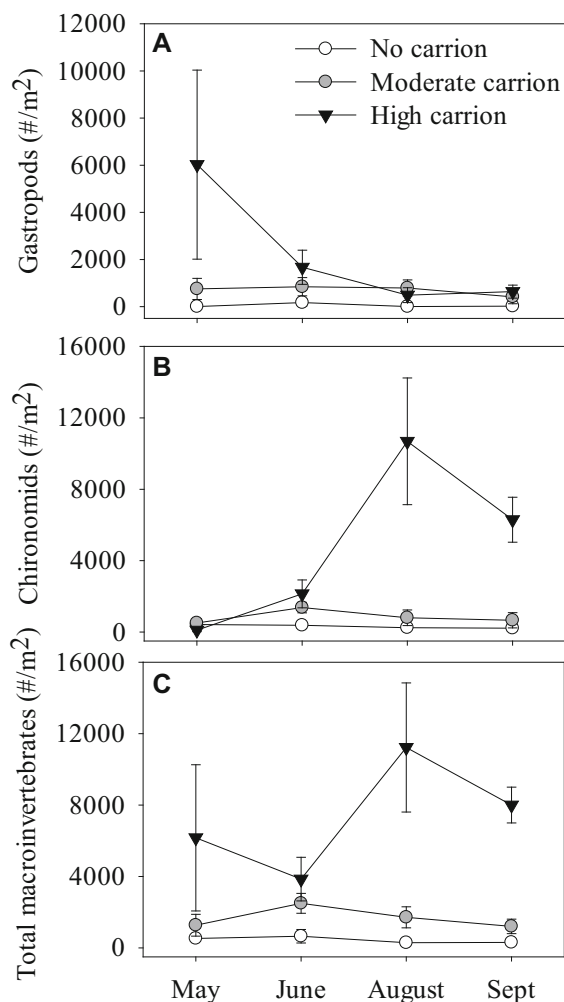 A
No carrion
Moderate carrion
High carrion
Gastropods (#/m²)
12000
10000
8000
6000
4000
2000
0
B
Chironomids (#/m²)
16000
12000
8000
4000
0
C
Total macroinvertebrates (#/m²)
16000
12000
8000
4000
0
May June August Sept